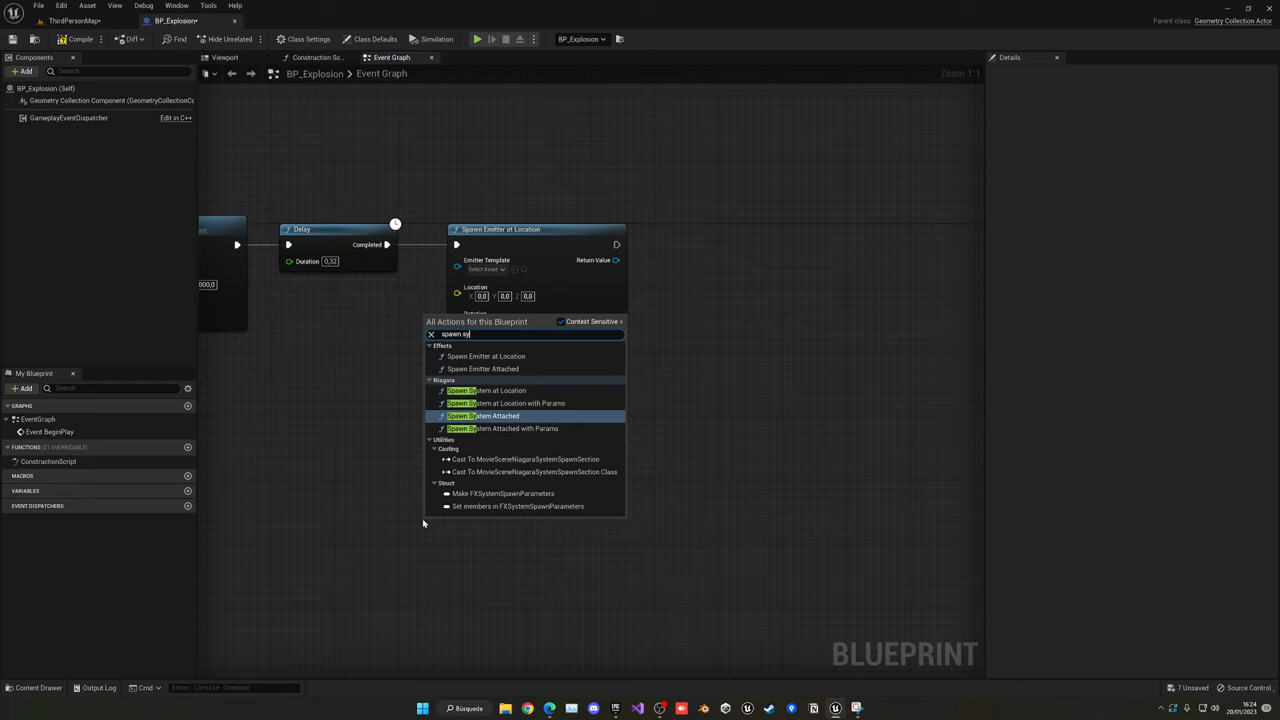 File Edit Asset View Debug Window Tools Help
ThirdPersonMap•
BP_Explosion•
Parent class: Geometry Collection Actor
Compile
Diff
Find
Hide Unrelated
Class Settings
Class Defaults
Simulation
BP_Explosion
Components
Viewport
Construction Sc...
Event Graph
Details
Add
Search
BP_Explosion > Event Graph
Zoom 1:1
BP_Explosion (Self)
Geometry Collection Component (GeometryCollectionCo
GameplayEventDispatcher
Edit in C++
Delay
Completed
Duration 0,32
000,0
Spawn Emitter at Location
Emitter Template
Select Asset
Return Value
Location
X 0,0 Y 0,0 Z 0,0
All Actions for this Blueprint
Context Sensitive
spawn sy
Effects
Spawn Emitter at Location
Spawn Emitter Attached
Niagara
Spawn System at Location
Spawn System at Location with Params
Spawn System Attached
Spawn System Attached with Params
Utilities
Casting
Cast To MovieSceneNiagaraSystemSpawnSection
Cast To MovieSceneNiagaraSystemSpawnSection Class
Struct
Make FXSystemSpawnParameters
Set members in FXSystemSpawnParameters
My Blueprint
Add
Search
GRAPHS
EventGraph
Event BeginPlay
FUNCTIONS (21 OVERRIDABLE)
ConstructionScript
MACROS
VARIABLES
EVENT DISPATCHERS
BLUEPRINT
Content Drawer
Output Log
Cmd
Enter Console Command
7 Unsaved
Source Control
Búsqueda
16:24
20/01/2023